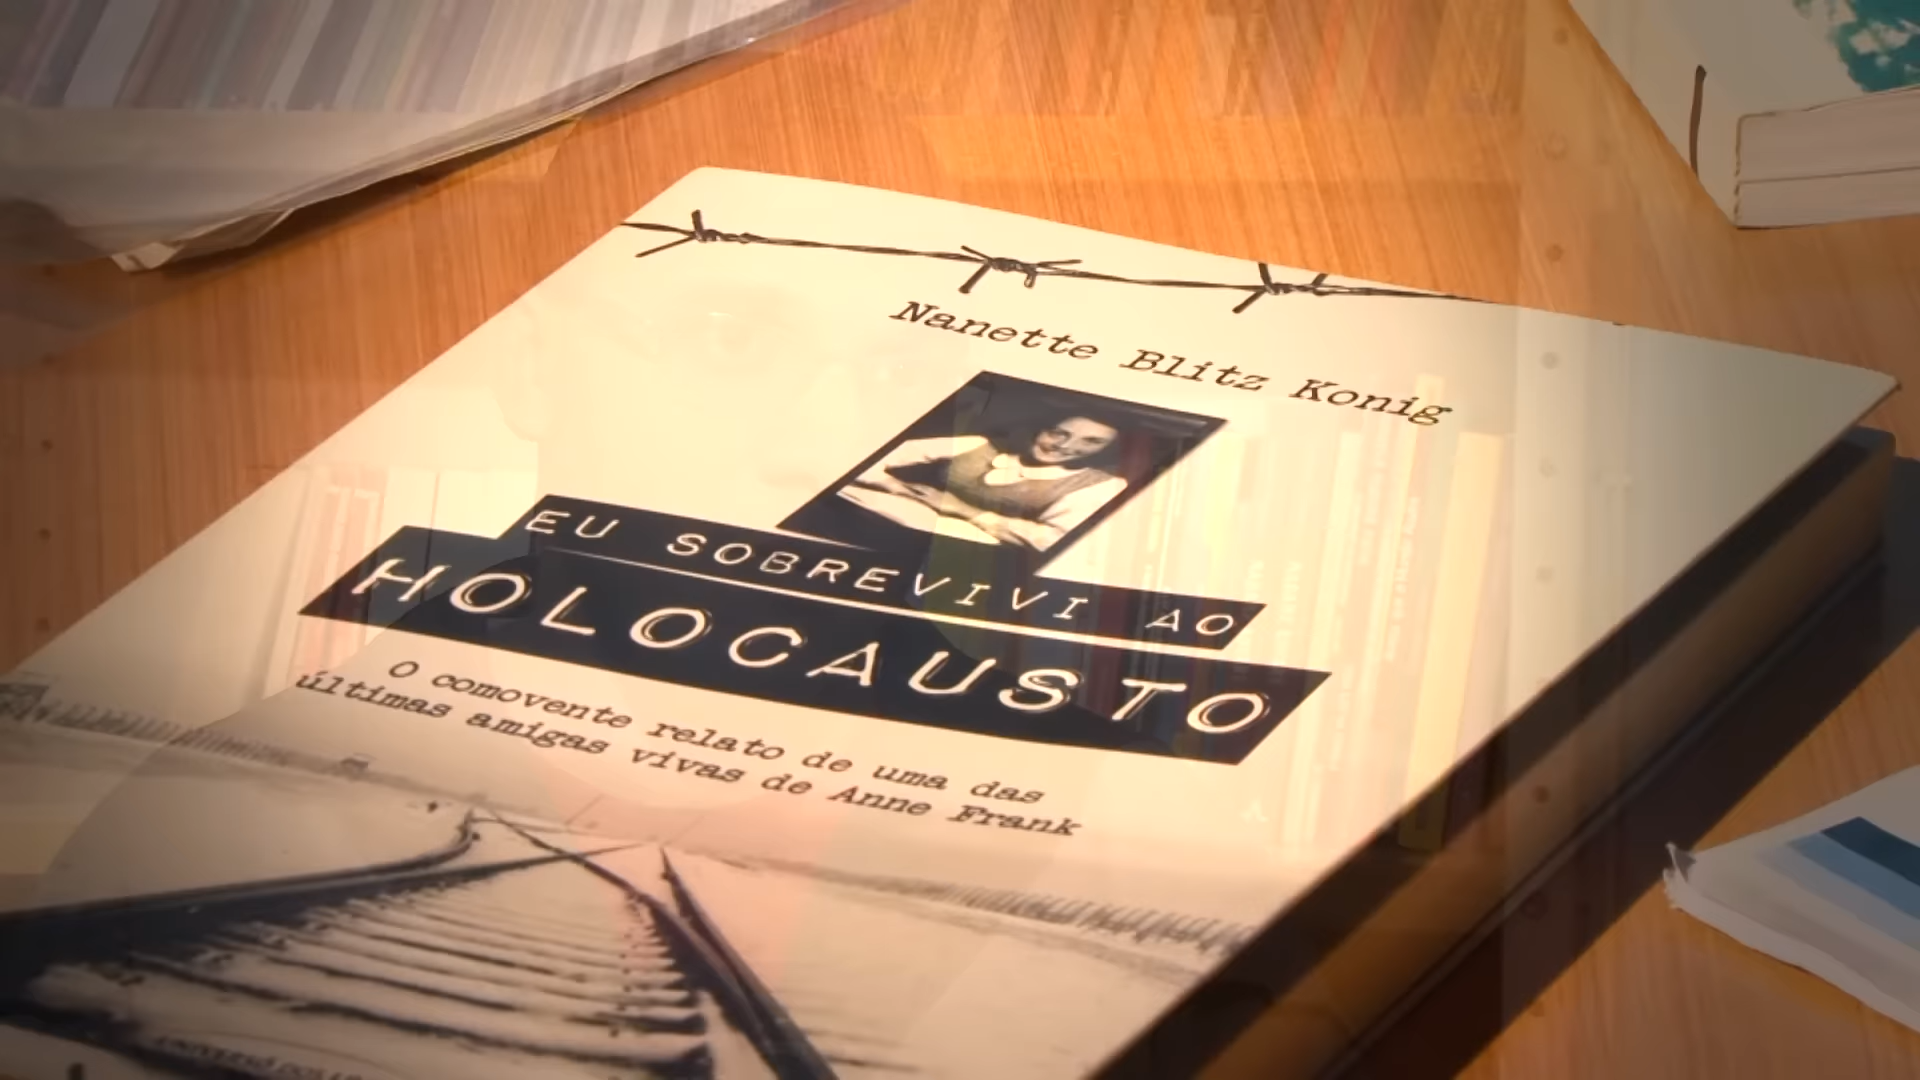 Nanette Blitz Konig
EU SOBREVIVI AO
HOLOCAUSTO
O comovente relato de uma das
últimas amigas vivas de Anne Frank